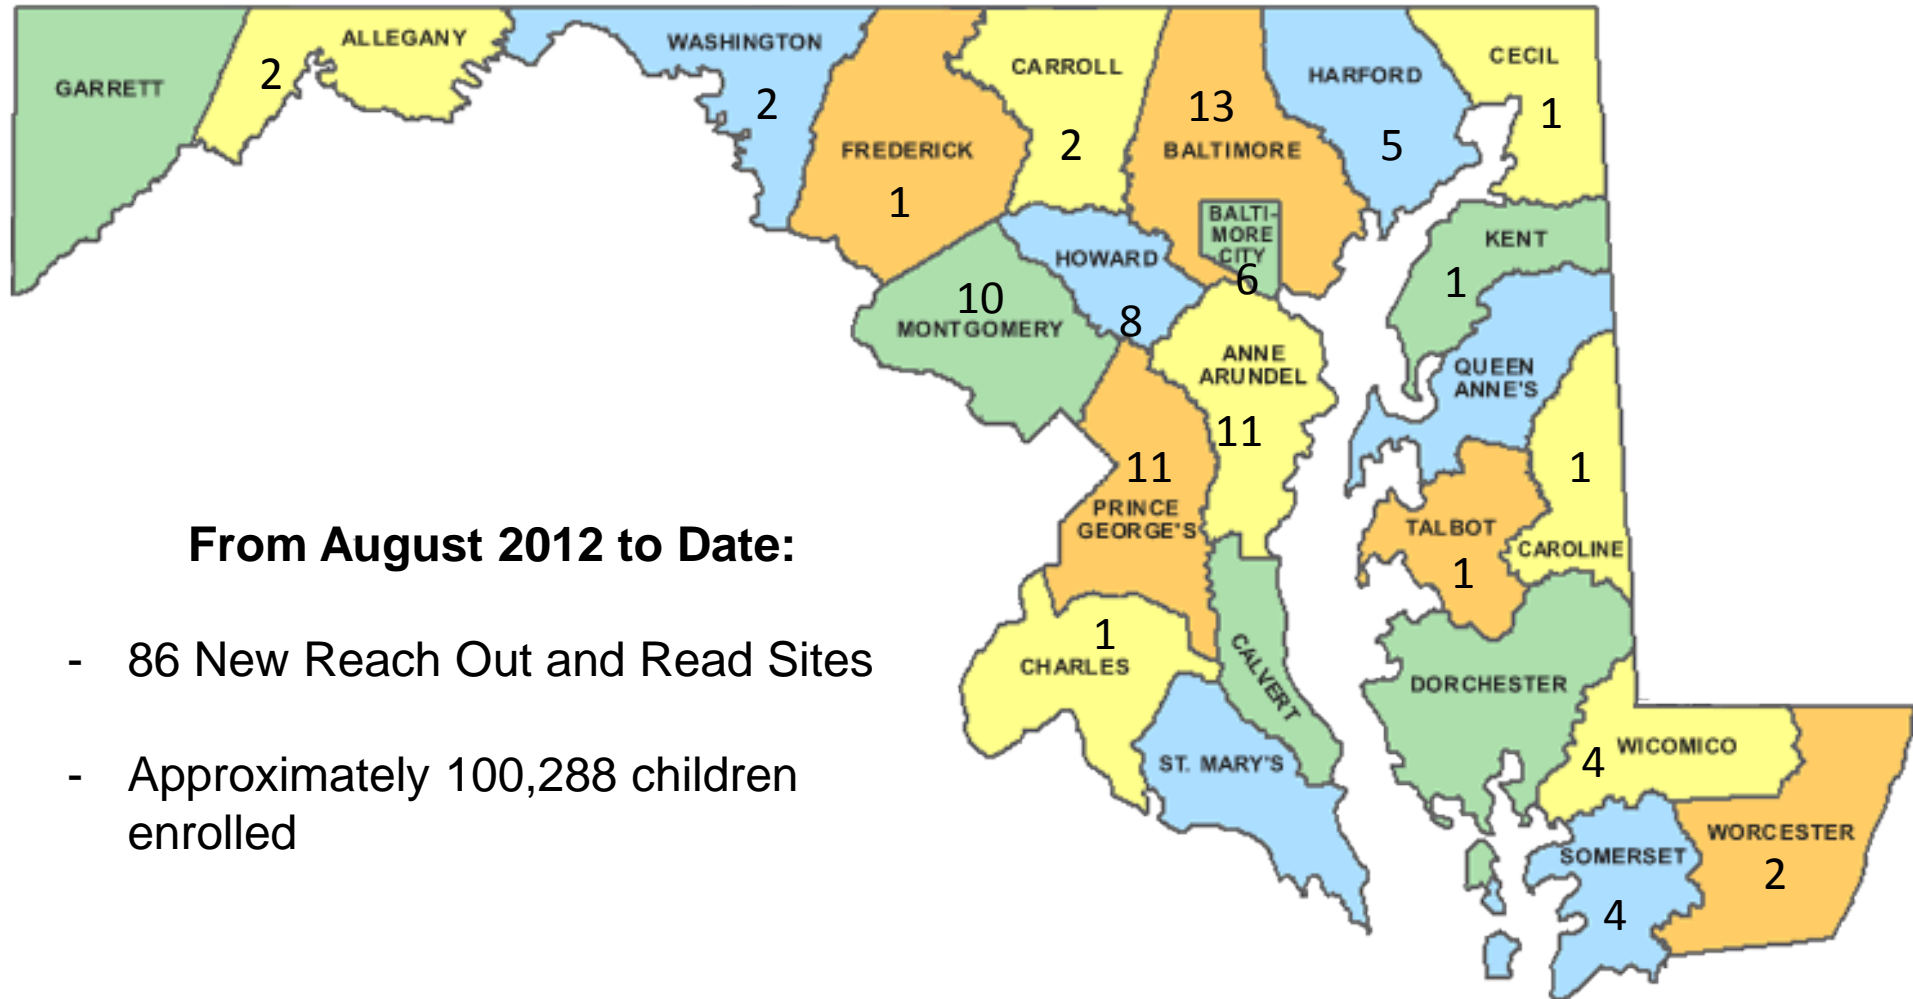 GARRETT
ALLEGANY
2
WASHINGTON
2
FREDERICK
1
CARROLL
2
13
BALTIMORE
BALTI-
MORE
CITY
6
HARFORD
5
CECIL
1
KENT
1
HOWARD
8
10
MONTGOMERY
ANNE
ARUNDEL
11
QUEEN
ANNE'S
1
CAROLINE
TALBOT
1
11
PRINCE
GEORGE'S
1
CHARLES
CALVERT
ST. MARY'S
DORCHESTER
4
WICOMICO
WORCESTER
2
SOMERSET
4
From August 2012 to Date:
- 86 New Reach Out and Read Sites
- Approximately 100,288 children
enrolled